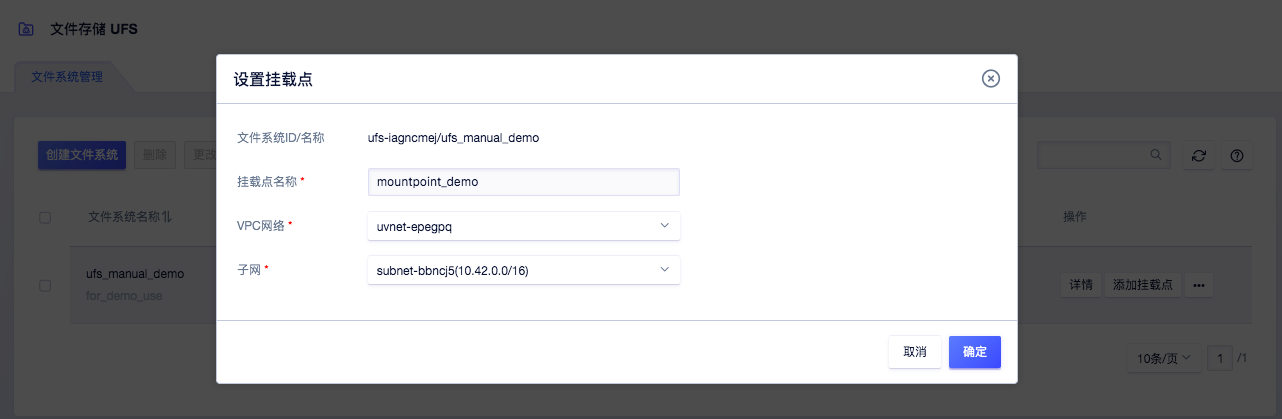 文件存储 UFS
文件系统管理
设置挂载点
文件系统ID/名称 ufs-iagncmej/ufs_manual_demo
创建文件系统 删除 更改
挂载点名称 * mountpoint_demo
文件系统名称 操作
VPC网络 * uvnet-epegpq
子网 * subnet-bbncj5(10.42.0.0/16)
ufs_manual_demo
for_demo_use
详情 添加挂载点 •••
取消 确定
10条/页 1 /1